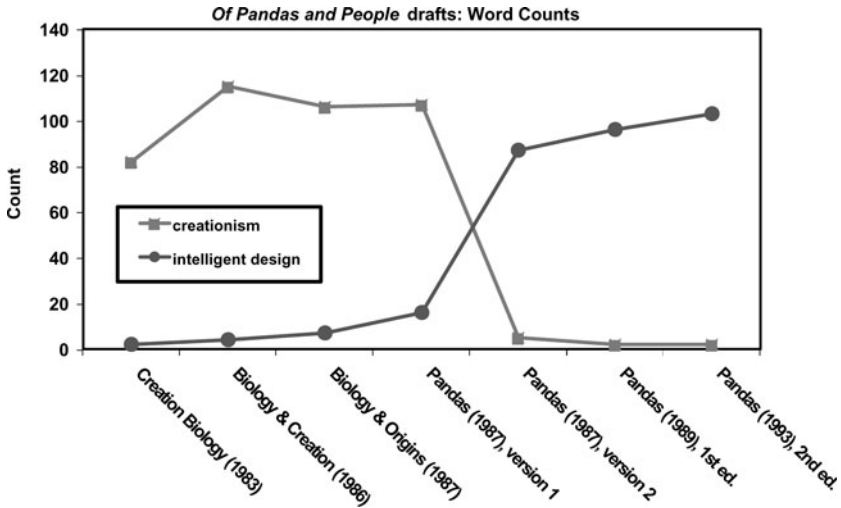 Of Pandas and People drafts: Word Counts
140
120
100
80
60
40
20
0
Count
creationism
intelligent design
Creation Biology (1983)
Biology & Creation (1986)
Biology & Origins (1987)
Pandas (1987), version 1
Pandas (1987), version 2
Pandas (1989), 1st ed.
Pandas (1993), 2nd ed.